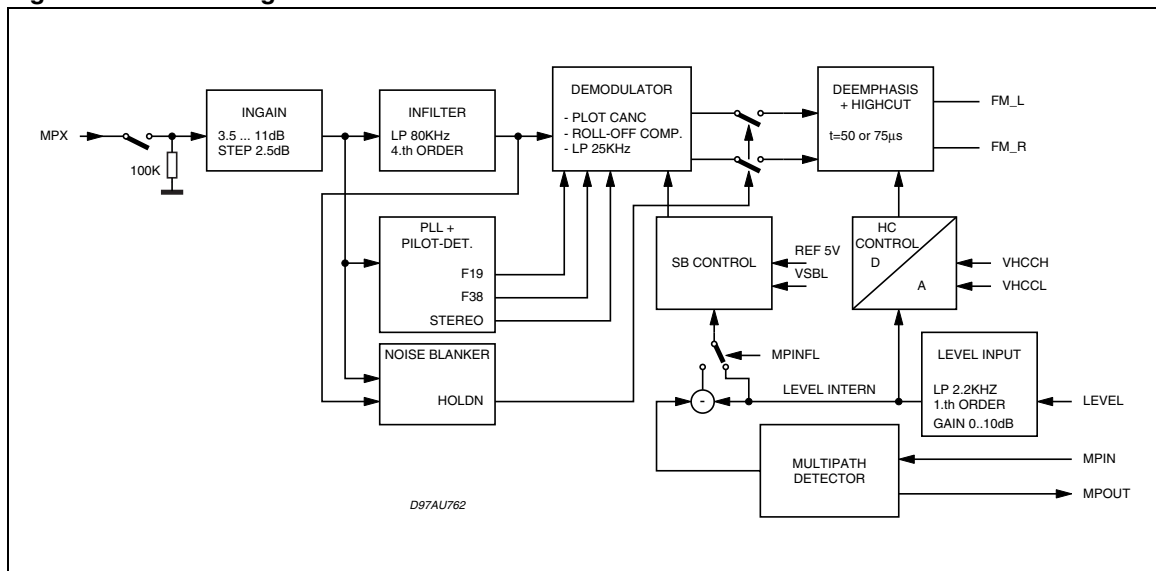 MPX
100K
INGAIN
3.5 ... 11dB
STEP 2.5dB
INFILTER
LP 80KHz
4.th ORDER
DEMODULATOR
- PLOT CANC
- ROLL-OFF COMP.
- LP 25KHz
DEEMPHASIS
+ HIGHCUT
t=50 or 75μs
FM_L
FM_R
PLL +
PILOT-DET.
F19
F38
STEREO
SB CONTROL
REF 5V
VSBL
HC
CONTROL
D
A
VHCCH
VHCCL
NOISE BLANKER
HOLDN
MPINFL
LEVEL INTERN
-
LEVEL INPUT
LP 2.2KHZ
1.th ORDER
GAIN 0..10dB
LEVEL
MULTIPATH
DETECTOR
MPIN
MPOUT
D97AU762